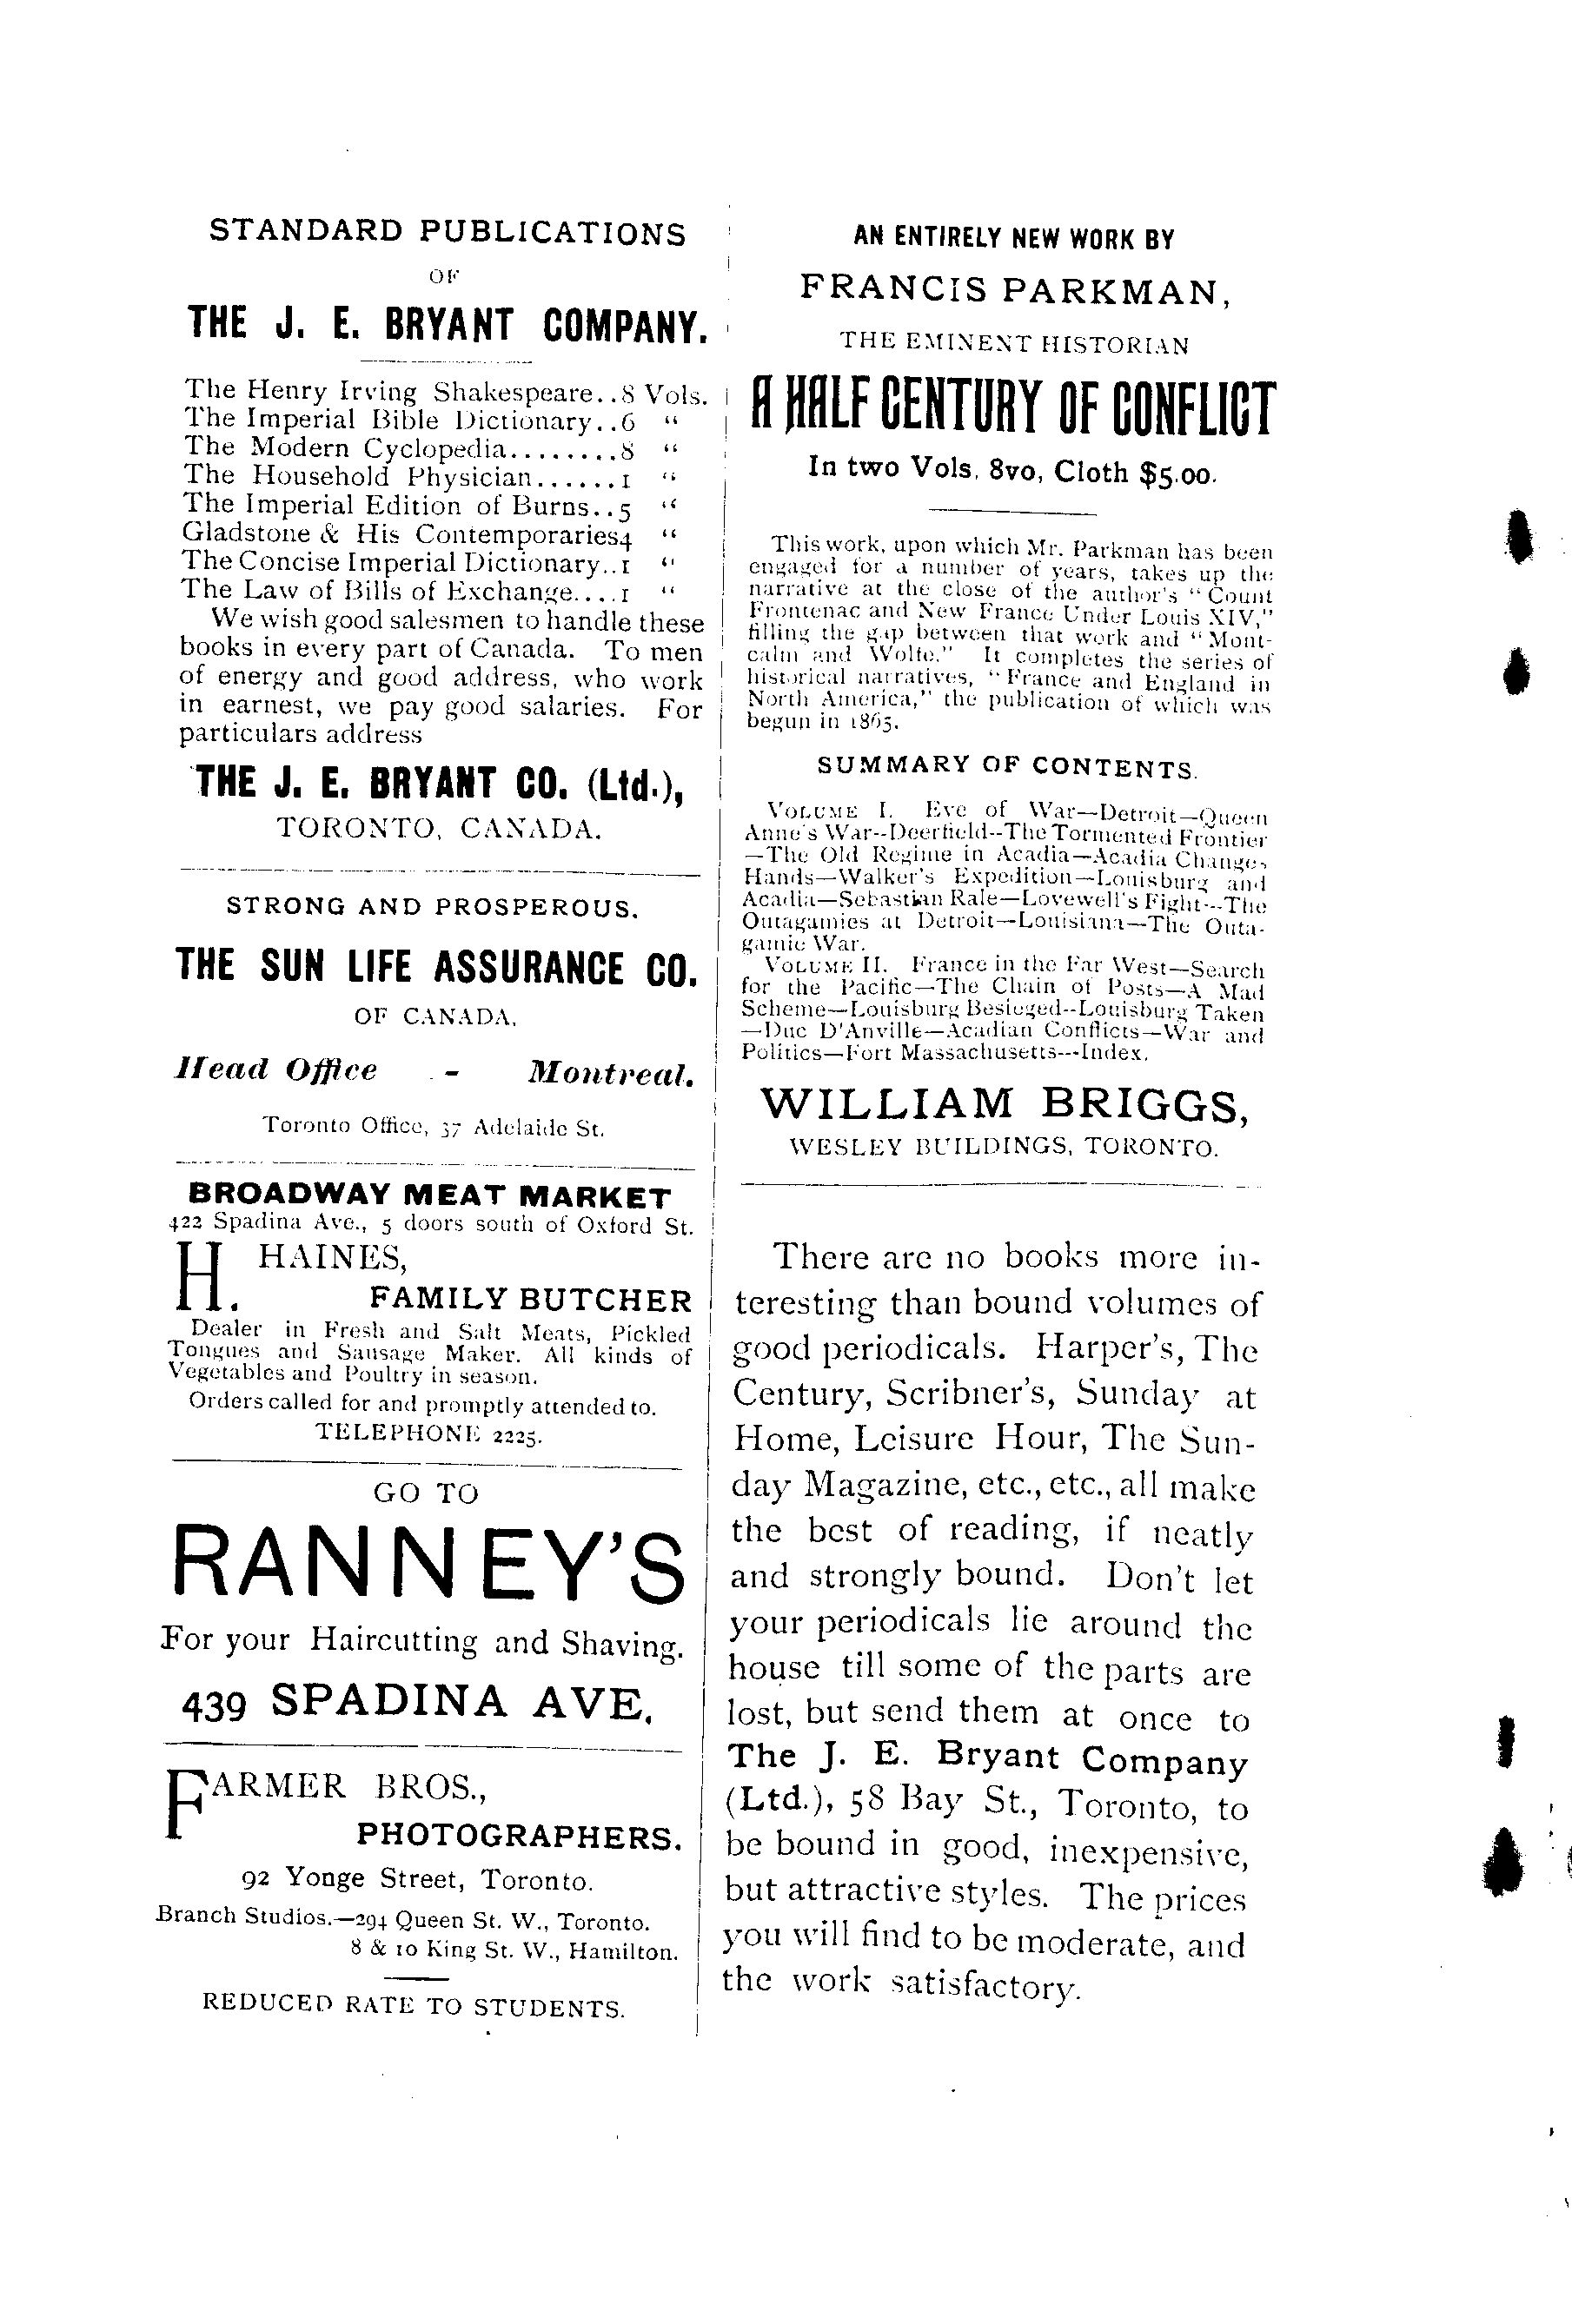 STANDARD PUBLICATIONS
OF
THE J. E. BRYANT COMPANY.
The Henry Irving Shakespeare..8 Vols.
The Imperial Bible Dictionary..6 "
The Modern Cyclopedia........8 "
The Household Physician......1 "
The Imperial Edition of Burns..5 "
Gladstone & His Contemporaries4 "
The Concise Imperial Dictionary..1 "
The Law of Bills of Exchange....1 "
We wish good salesmen to handle these
books in every part of Canada. To men
of energy and good address, who work
in earnest, we pay good salaries. For
particulars address
THE J. E. BRYANT CO. (Ltd.),
TORONTO, CANADA.
STRONG AND PROSPEROUS.
THE SUN LIFE ASSURANCE CO.
OF CANADA.
Head Office - Montreal.
Toronto Office, 37 Adelaide St.
BROADWAY MEAT MARKET
422 Spadina Ave., 5 doors south of Oxford St.
H. HAINES,
FAMILY BUTCHER
Dealer in Fresh and Salt Meats, Pickled
Tongues and Sausage Maker. All kinds of
Vegetables and Poultry in season.
Orders called for and promptly attended to.
TELEPHONE 2225.
GO TO
RANNEY'S
For your Haircutting and Shaving.
439 SPADINA AVE.
FARMER BROS.,
PHOTOGRAPHERS.
92 Yonge Street, Toronto.
Branch Studios.—294 Queen St. W., Toronto.
8 & 10 King St. W., Hamilton.
REDUCED RATE TO STUDENTS.
AN ENTIRELY NEW WORK BY
FRANCIS PARKMAN,
THE EMINENT HISTORIAN
A HALF CENTURY OF CONFLICT
In two Vols, 8vo, Cloth $5.00.
This work, upon which Mr. Parkman has been
engaged for a number of years, takes up the
narrative at the close of the author's "Count
Frontenac and New France Under Louis XIV,"
filling the gap between that work and "Mont-
calm and Wolfe." It completes the series of
historical narratives, "France and England in
North America," the publication of which was
begun in 1865.
SUMMARY OF CONTENTS.
VOLUME I. Eve of War—Detroit—Queen
Anne's War--Deerfield--The Tormented Frontier
—The Old Regime in Acadia—Acadia Changes
Hands—Walker's Expedition—Louisburg and
Acadia—Sebastian Rale—Lovewell's Fight--The
Outagamies at Detroit—Louisiana—The Outa-
gamie War.
VOLUME II. France in the Far West—Search
for the Pacific—The Chain of Posts—A Mad
Scheme—Louisburg Besieged--Louisburg Taken
—Duc D'Anville—Acadian Conflicts—War and
Politics—Fort Massachusetts---Index.
WILLIAM BRIGGS,
WESLEY BUILDINGS, TORONTO.
There are no books more in-
teresting than bound volumes of
good periodicals. Harper's, The
Century, Scribner's, Sunday at
Home, Leisure Hour, The Sun-
day Magazine, etc., etc., all make
the best of reading, if neatly
and strongly bound. Don't let
your periodicals lie around the
house till some of the parts are
lost, but send them at once to
The J. E. Bryant Company
(Ltd.), 58 Bay St., Toronto, to
be bound in good, inexpensive,
but attractive styles. The prices
you will find to be moderate, and
the work satisfactory.